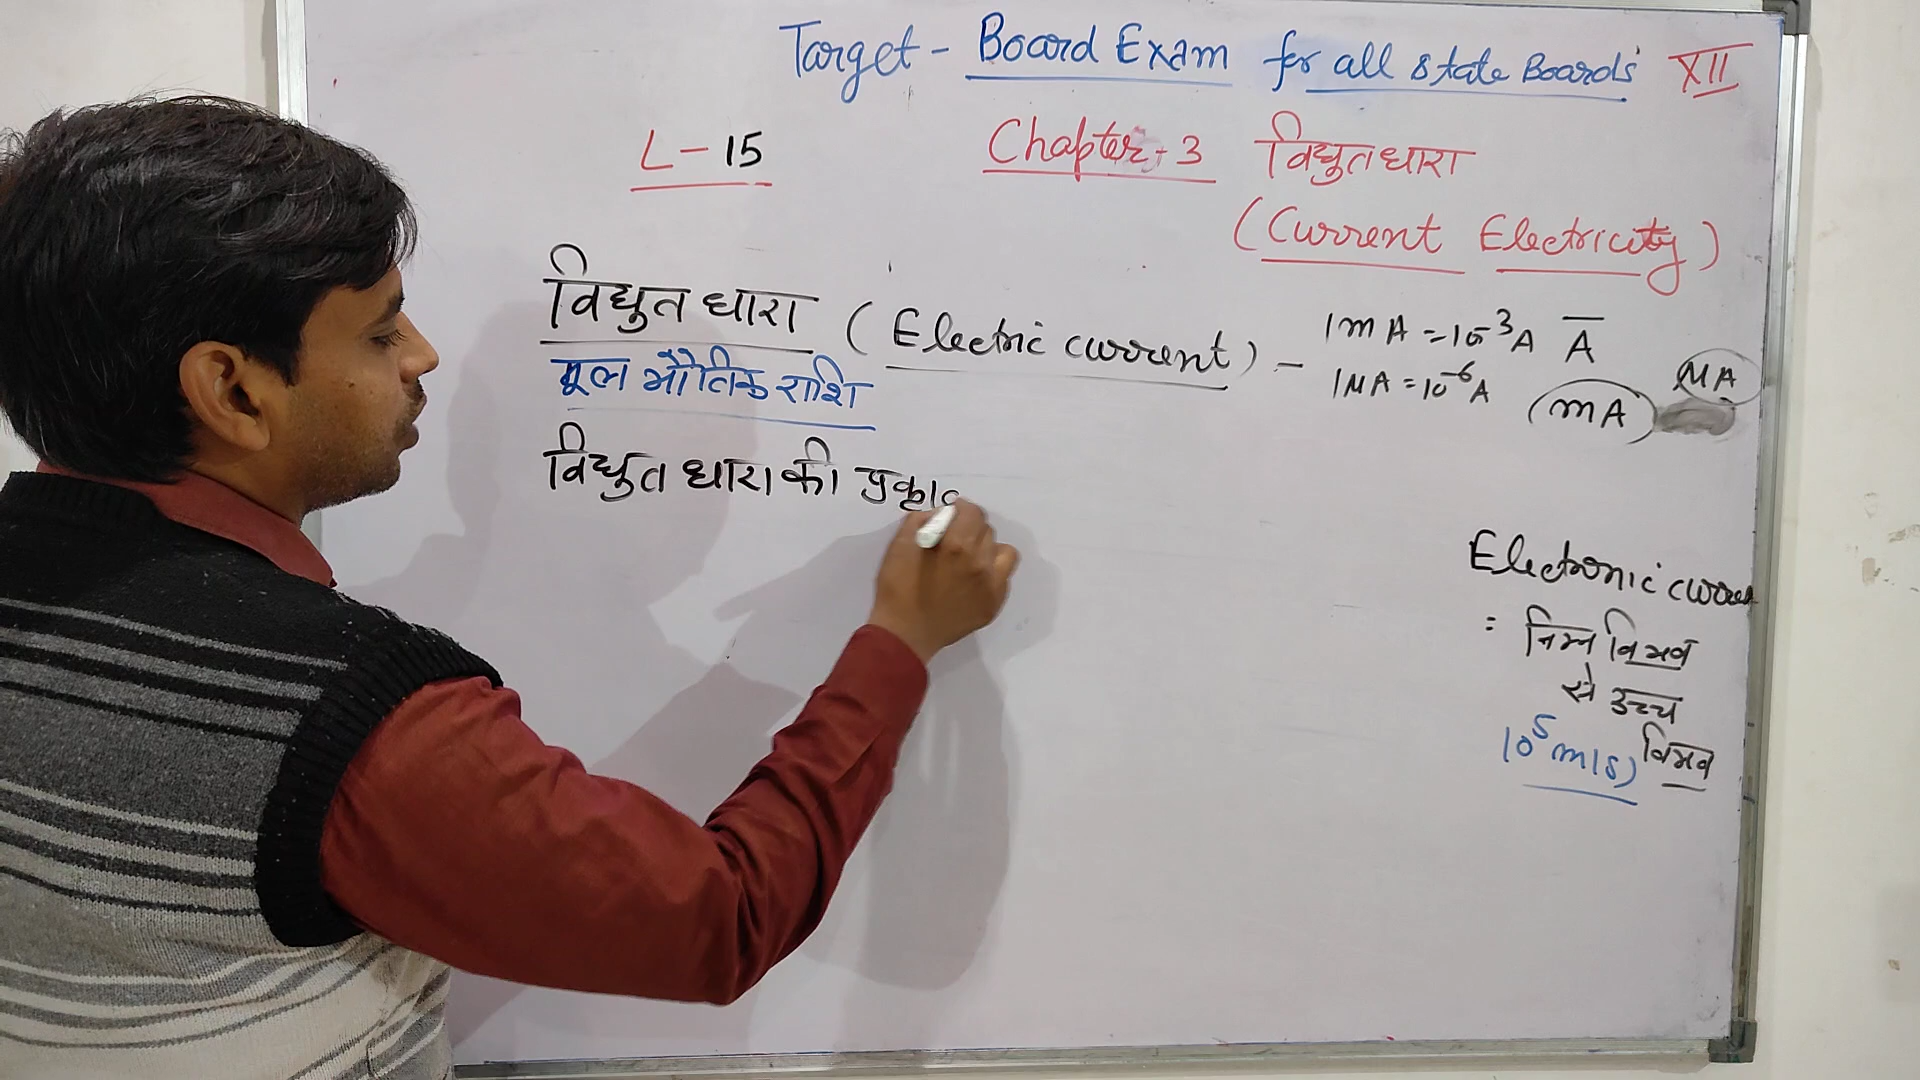 Target - Board Exam for all state Boards XII
L - 15
Chapter - 3 विद्युत धारा
(Current Electricity)
विद्युत धारा (Electric current) -
मूल भौतिक राशि
1mA = 10⁻³A A
1μA = 10⁻⁶A
mA
μA
विद्युत धारा की
Electronic
= निम्न विभव
से उच्च
विभव
10⁵ m/s)